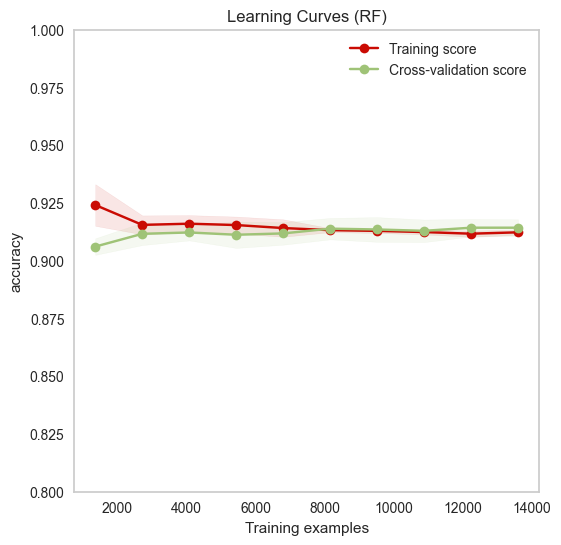 Learning Curves (RF)
1.000
0.975
0.950
0.925
0.900
0.875
0.850
0.825
0.800
accuracy
Training score
Cross-validation score
2000 4000 6000 8000 10000 12000 14000
Training examples